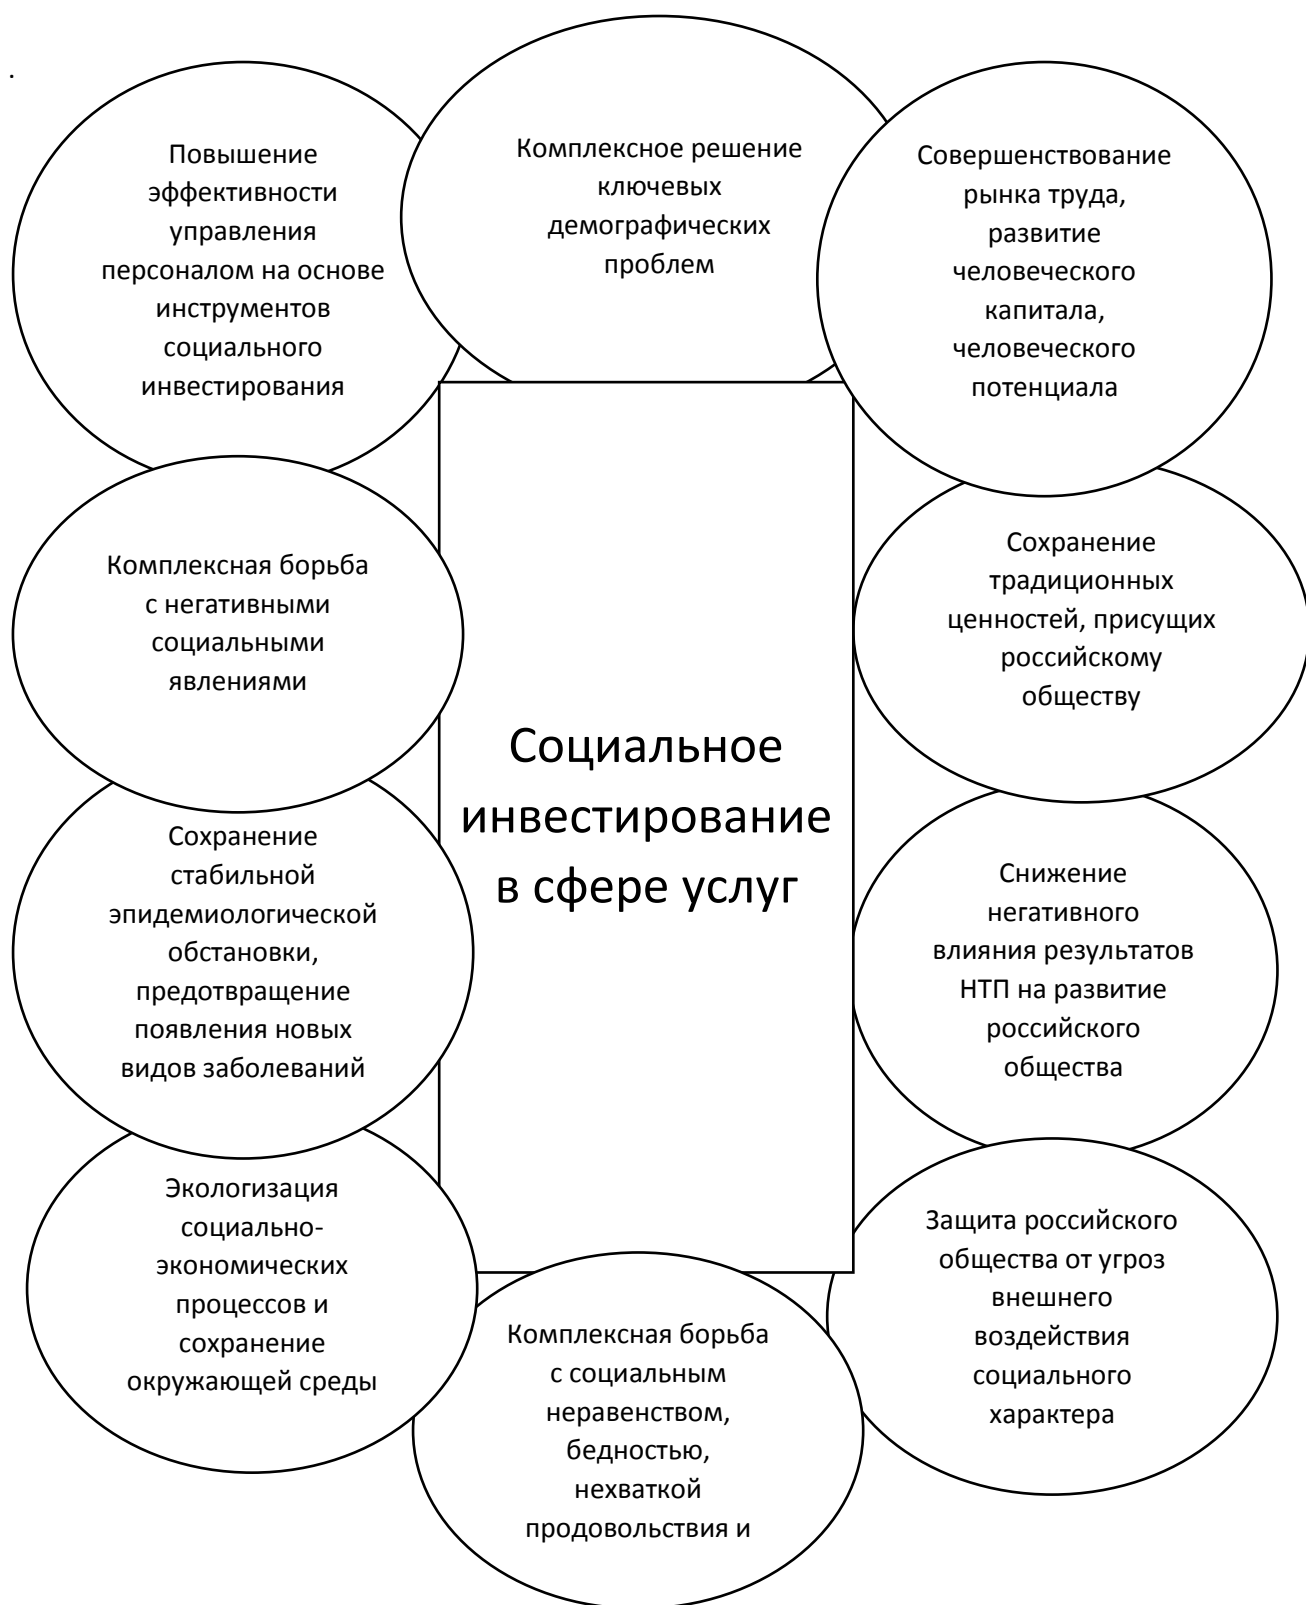 .
Повышение
эффективности
управления
персоналом на основе
инструментов
социального
инвестирования
Комплексное решение
ключевых
демографических
проблем
Совершенствование
рынка труда,
развитие
человеческого
капитала,
человеческого
потенциала
Комплексная борьба
с негативными
социальными
явлениями
Социальное
инвестирование
в сфере услуг
Сохранение
традиционных
ценностей, присущих
российскому
обществу
Сохранение
стабильной
эпидемиологической
обстановки,
предотвращение
появления новых
видов заболеваний
Снижение
негативного
влияния результатов
НТП на развитие
российского
общества
Экологизация
социально-
экономических
процессов и
сохранение
окружающей среды
Комплексная борьба
с социальным
неравенством,
бедностью,
нехваткой
продовольствия и
Защита российского
общества от угроз
внешнего
воздействия
социального
характера